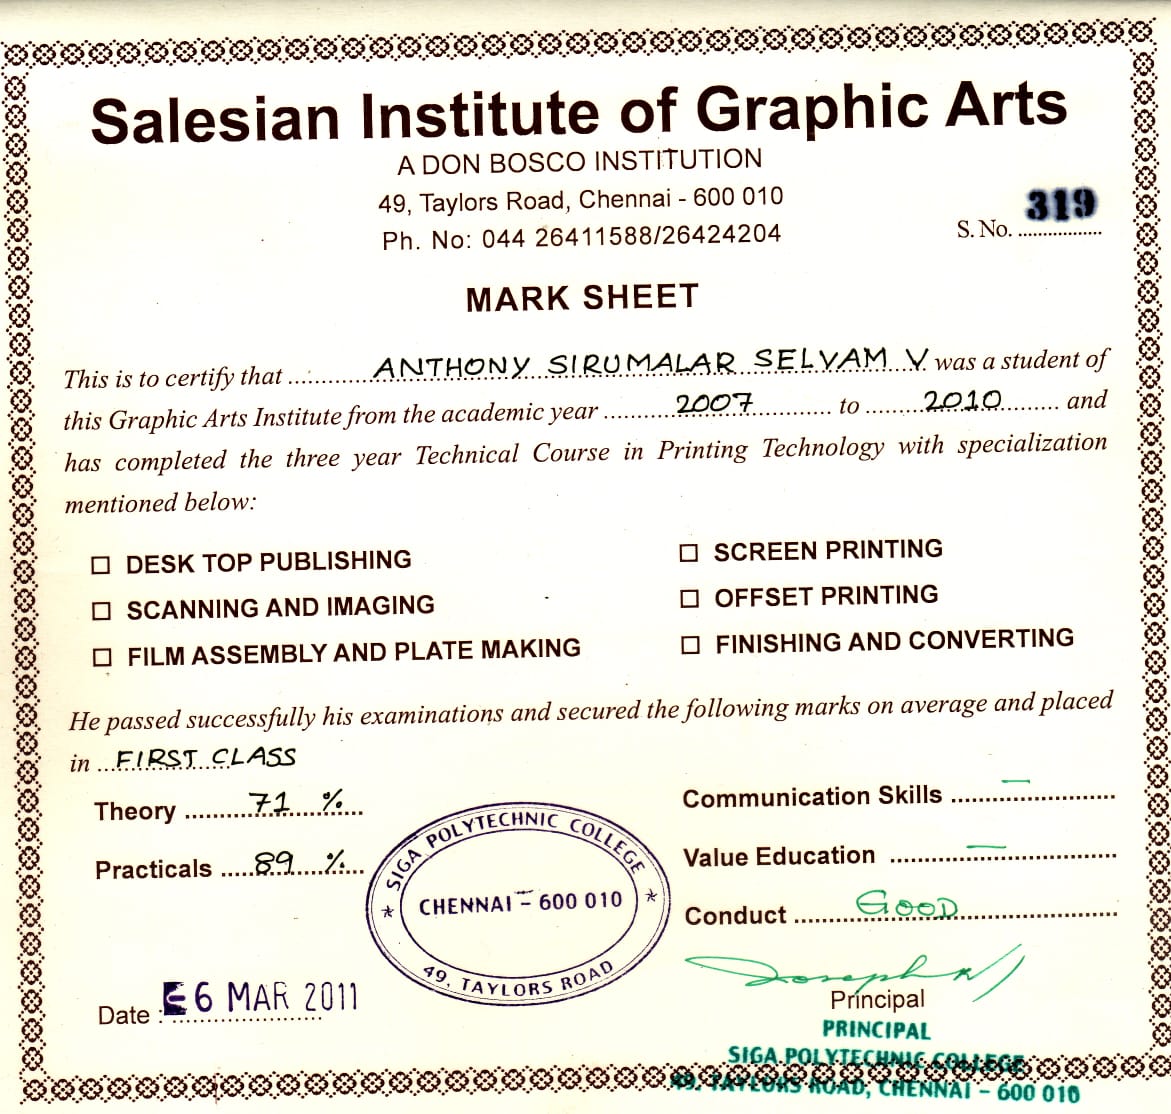 Salesian Institute of Graphic Arts
A DON BOSCO INSTITUTION
49, Taylors Road, Chennai - 600 010
Ph. No: 044 26411588/26424204
S. No. 319
MARK SHEET
This is to certify that ANTHONY SIRUMALAR SELVAM V was a student of
this Graphic Arts Institute from the academic year 2007 to 2010 and
has completed the three year Technical Course in Printing Technology with specialization
mentioned below:
☐ DESK TOP PUBLISHING
☐ SCREEN PRINTING
☐ SCANNING AND IMAGING
☐ OFFSET PRINTING
☐ FILM ASSEMBLY AND PLATE MAKING
☐ FINISHING AND CONVERTING
He passed successfully his examinations and secured the following marks on average and placed
in FIRST CLASS
Theory 71 %
Communication Skills —
Practicals 89 %
Value Education —
Conduct GOOD
SIGA POLYTECHNIC COLLEGE
CHENNAI - 600 010
49, TAYLORS ROAD
Date : 6 MAR 2011
Principal
PRINCIPAL
SIGA POLYTECHNIC COLLEGE
49, TAYLORS ROAD, CHENNAI - 600 010